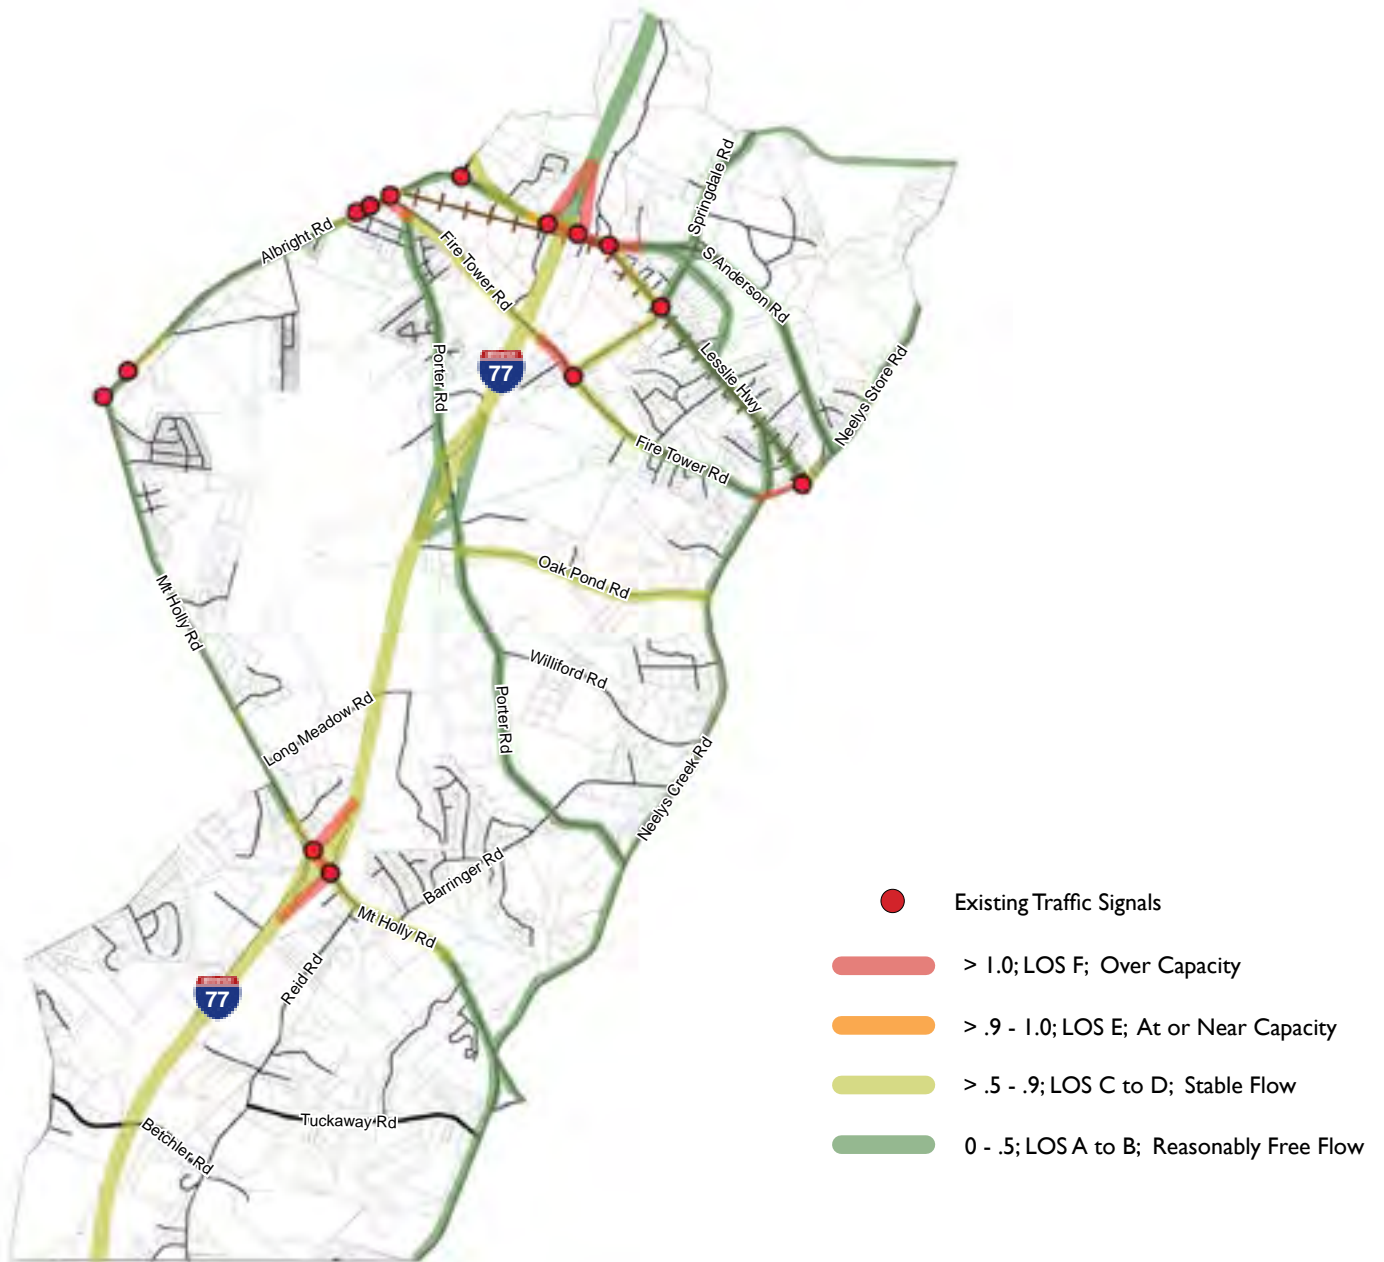 Springdale Rd
Albright Rd
Fire Tower Rd
S Anderson Rd
Porter Rd
77
Lesslie Hwy
Neelys Store Rd
Fire Tower Rd
Oak Pond Rd
Mt Holly Rd
Williford Rd
Long Meadow Rd
Porter Rd
Neelys Creek Rd
Barringer Rd
Mt Holly Rd
Reid Rd
77
Tuckaway Rd
Betchler Rd
Existing Traffic Signals
> 1.0; LOS F; Over Capacity
> .9 - 1.0; LOS E; At or Near Capacity
> .5 - .9; LOS C to D; Stable Flow
0 - .5; LOS A to B; Reasonably Free Flow